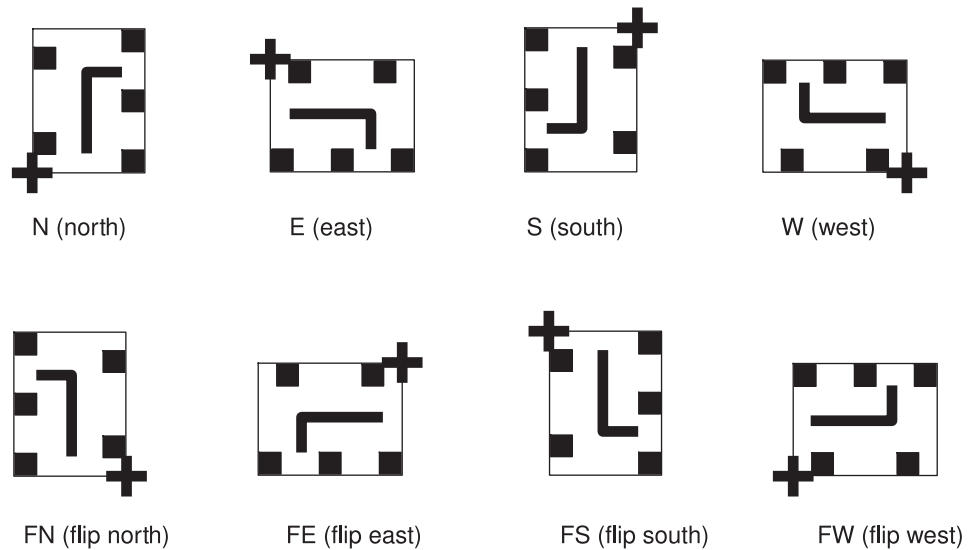 N (north)
E (east)
S (south)
W (west)
FN (flip north)
FE (flip east)
FS (flip south)
FW (flip west)